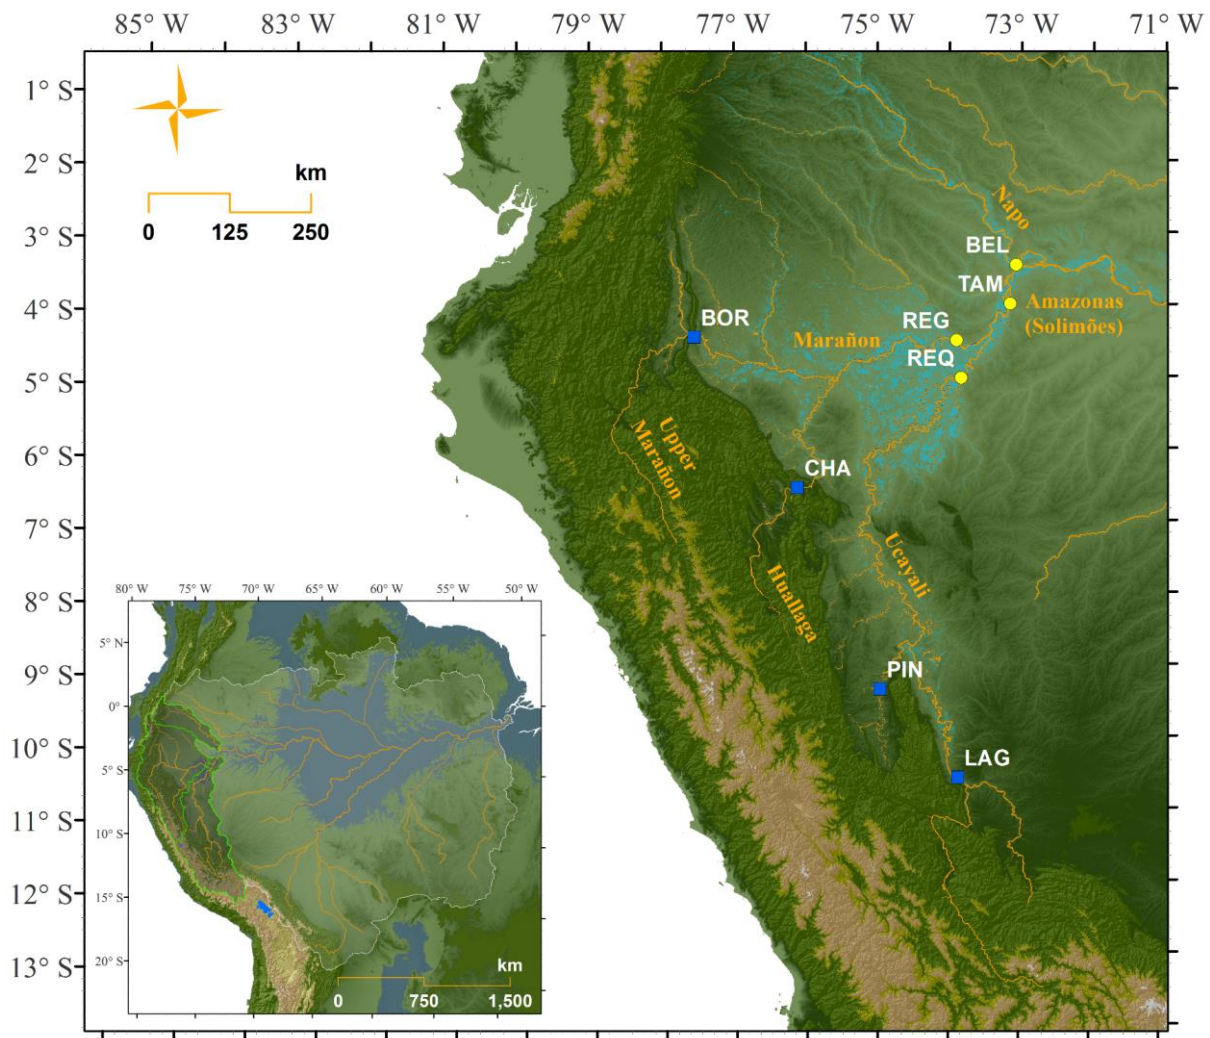 85° W 83° W 81° W 79° W 77° W 75° W 73° W 71° W
1° S
2° S
3° S
4° S
5° S
6° S
7° S
8° S
9° S
10° S
11° S
12° S
13° S
km
0 125 250
Napo
BEL
TAM
Amazonas
(Solimões)
REG
REQ
Marañon
BOR
Upper
Marañon
CHA
Huallaga
Ucayali
PIN
LAG
80° W 75° W 70° W 65° W 60° W 55° W 50° W
5° N
0°
5° S
10° S
15° S
20° S
km
0 750 1,500